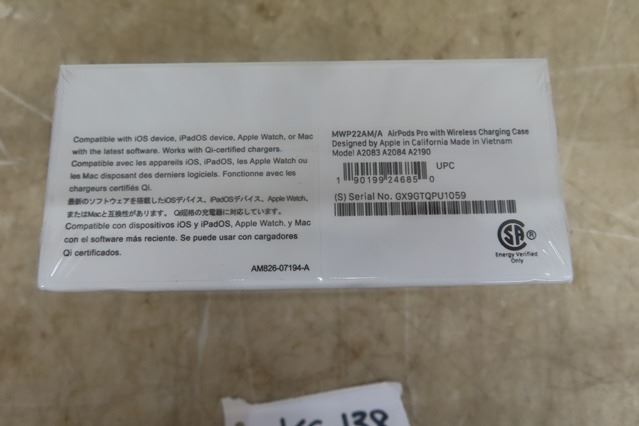 Compatible with iOS device, iPadOS device, Apple Watch, or Mac
with the latest software. Works with Qi-certified chargers.
Compatible avec les appareils iOS, iPadOS, les Apple Watch ou
les Mac disposant des derniers logiciels. Fonctionne avec les
chargeurs certifiés Qi.
最新のソフトウェアを搭載したiOSデバイス、iPadOSデバイス、Apple Watch、
またはMacと互換性があります。 Qi規格の充電器に対応しています。
Compatible con dispositivos iOS y iPadOS, Apple Watch, y Mac
con el software más reciente. Se puede usar con cargadores
Qi certificados.
AM826-07194-A
MWP22AM/A AirPods Pro with Wireless Charging Case
Designed by Apple in California Made in Vietnam
Model A2083 A2084 A2190
UPC
1 90199 24685 0
(S) Serial No. GX9GTQPU1059
SA ®
Energy Verified
Only
138